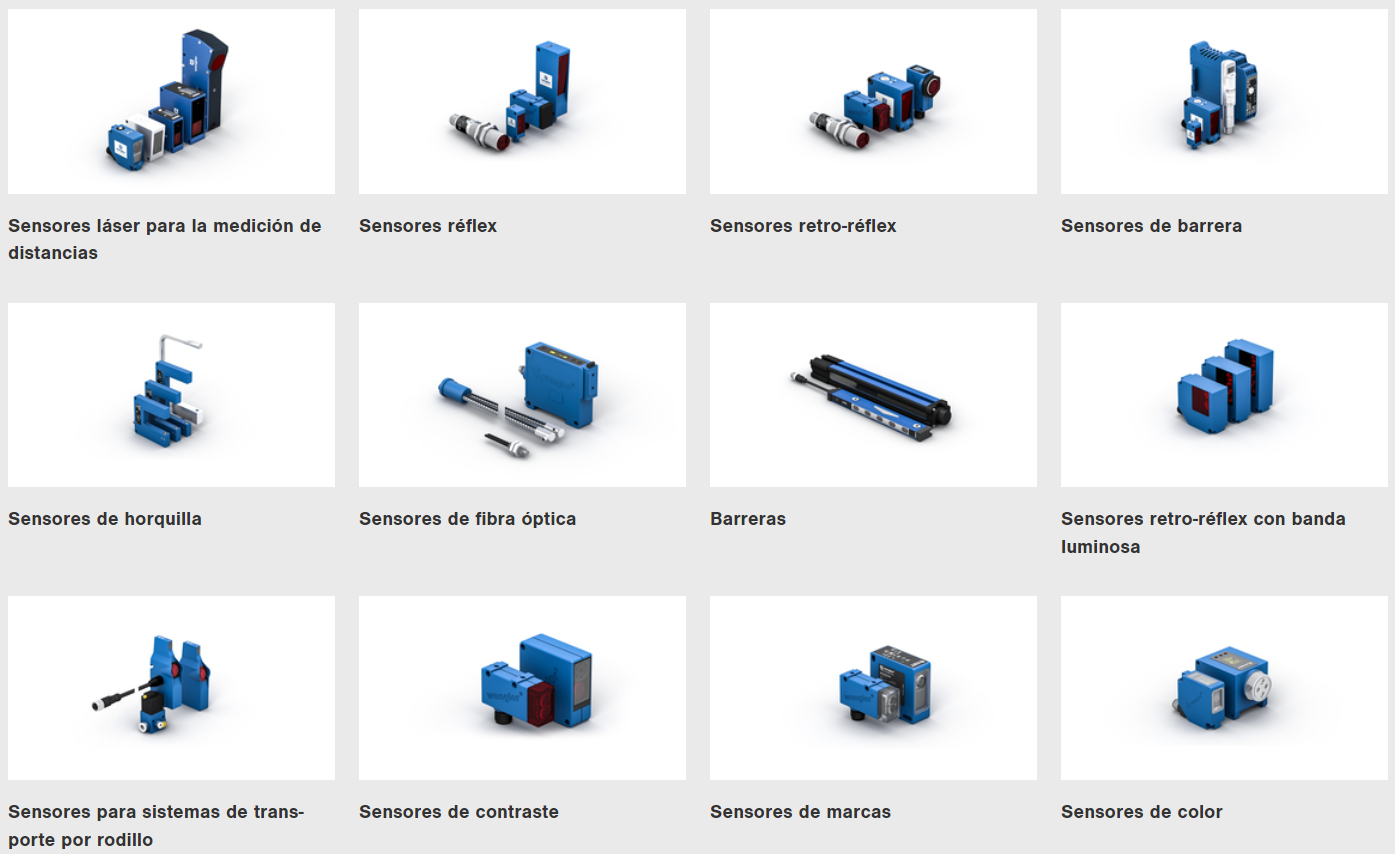 Sensores láser para la medición de
distancias
Sensores réflex
Sensores retro-réflex
Sensores de barrera
Sensores de horquilla
Sensores de fibra óptica
Barreras
Sensores retro-réflex con banda
luminosa
Sensores para sistemas de trans-
porte por rodillo
Sensores de contraste
Sensores de marcas
Sensores de color